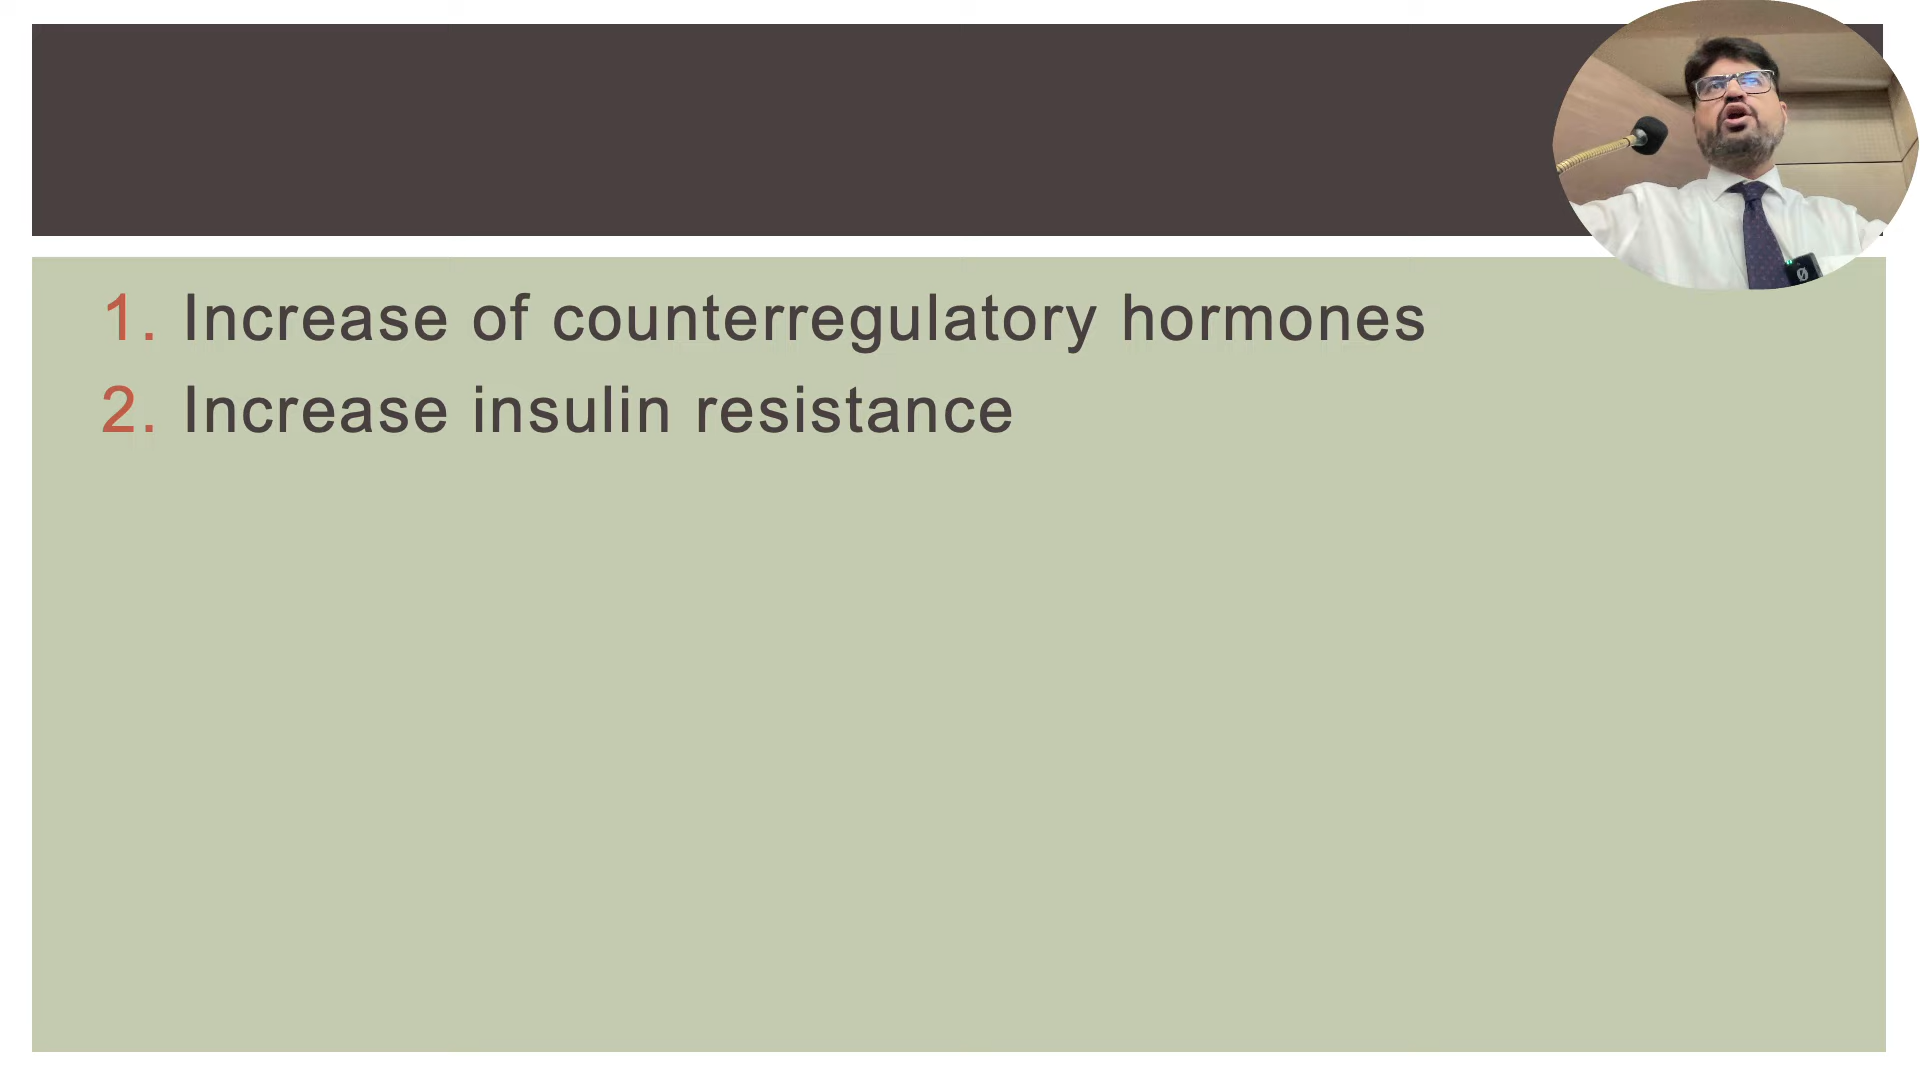 1. Increase of counterregulatory hormones
2. Increase insulin resistance